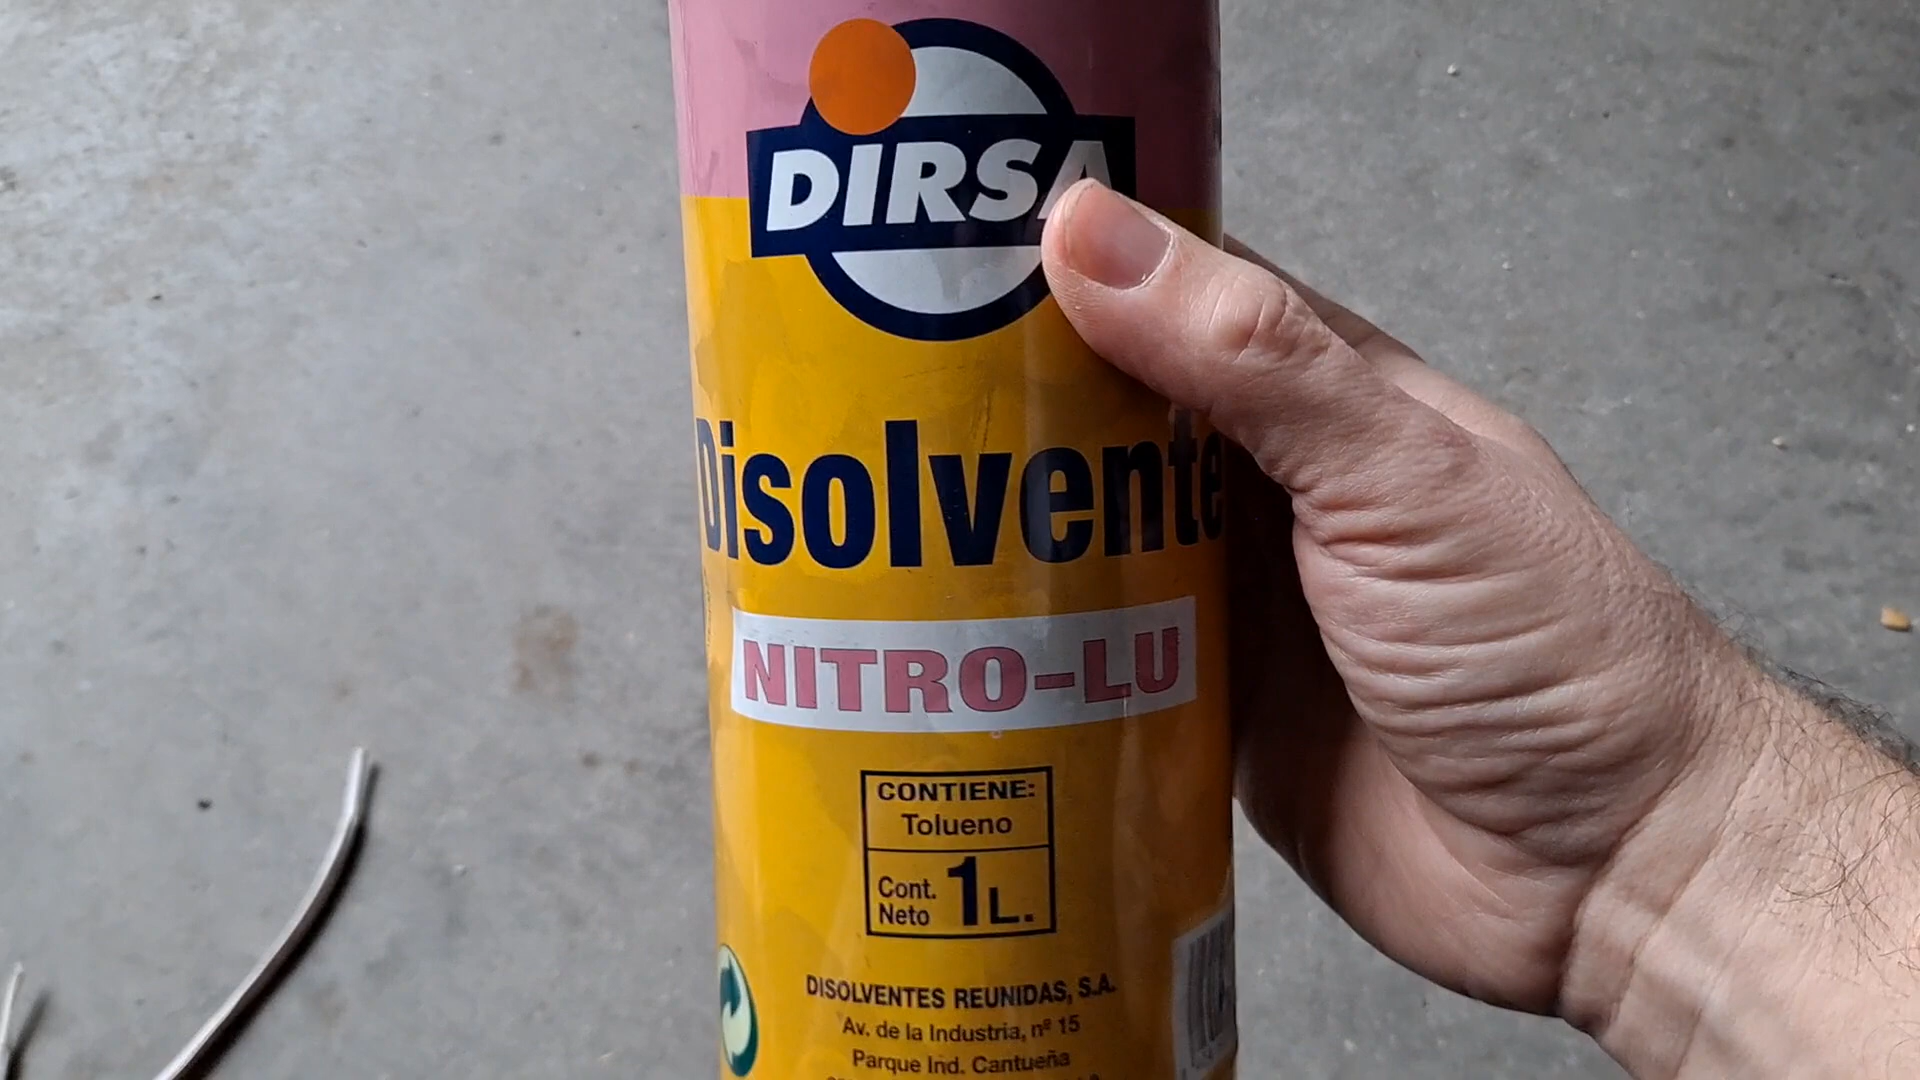 DIRSA
Disolvente
NITRO-LU
CONTIENE:
Tolueno
Cont.
Neto
1L.
DISOLVENTES REUNIDAS, S.A.
Av. de la Industria, nº 15
Parque Ind. Cantueña